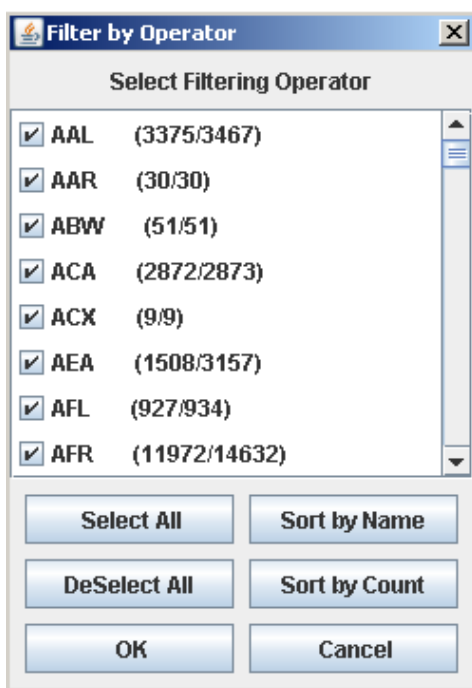 Filter by Operator
Select Filtering Operator
AAL (3375/3467)
AAR (30/30)
ABW (51/51)
ACA (2872/2873)
ACX (9/9)
AEA (1508/3157)
AFL (927/934)
AFR (11972/14632)
Select All Sort by Name
DeSelect All Sort by Count
OK Cancel